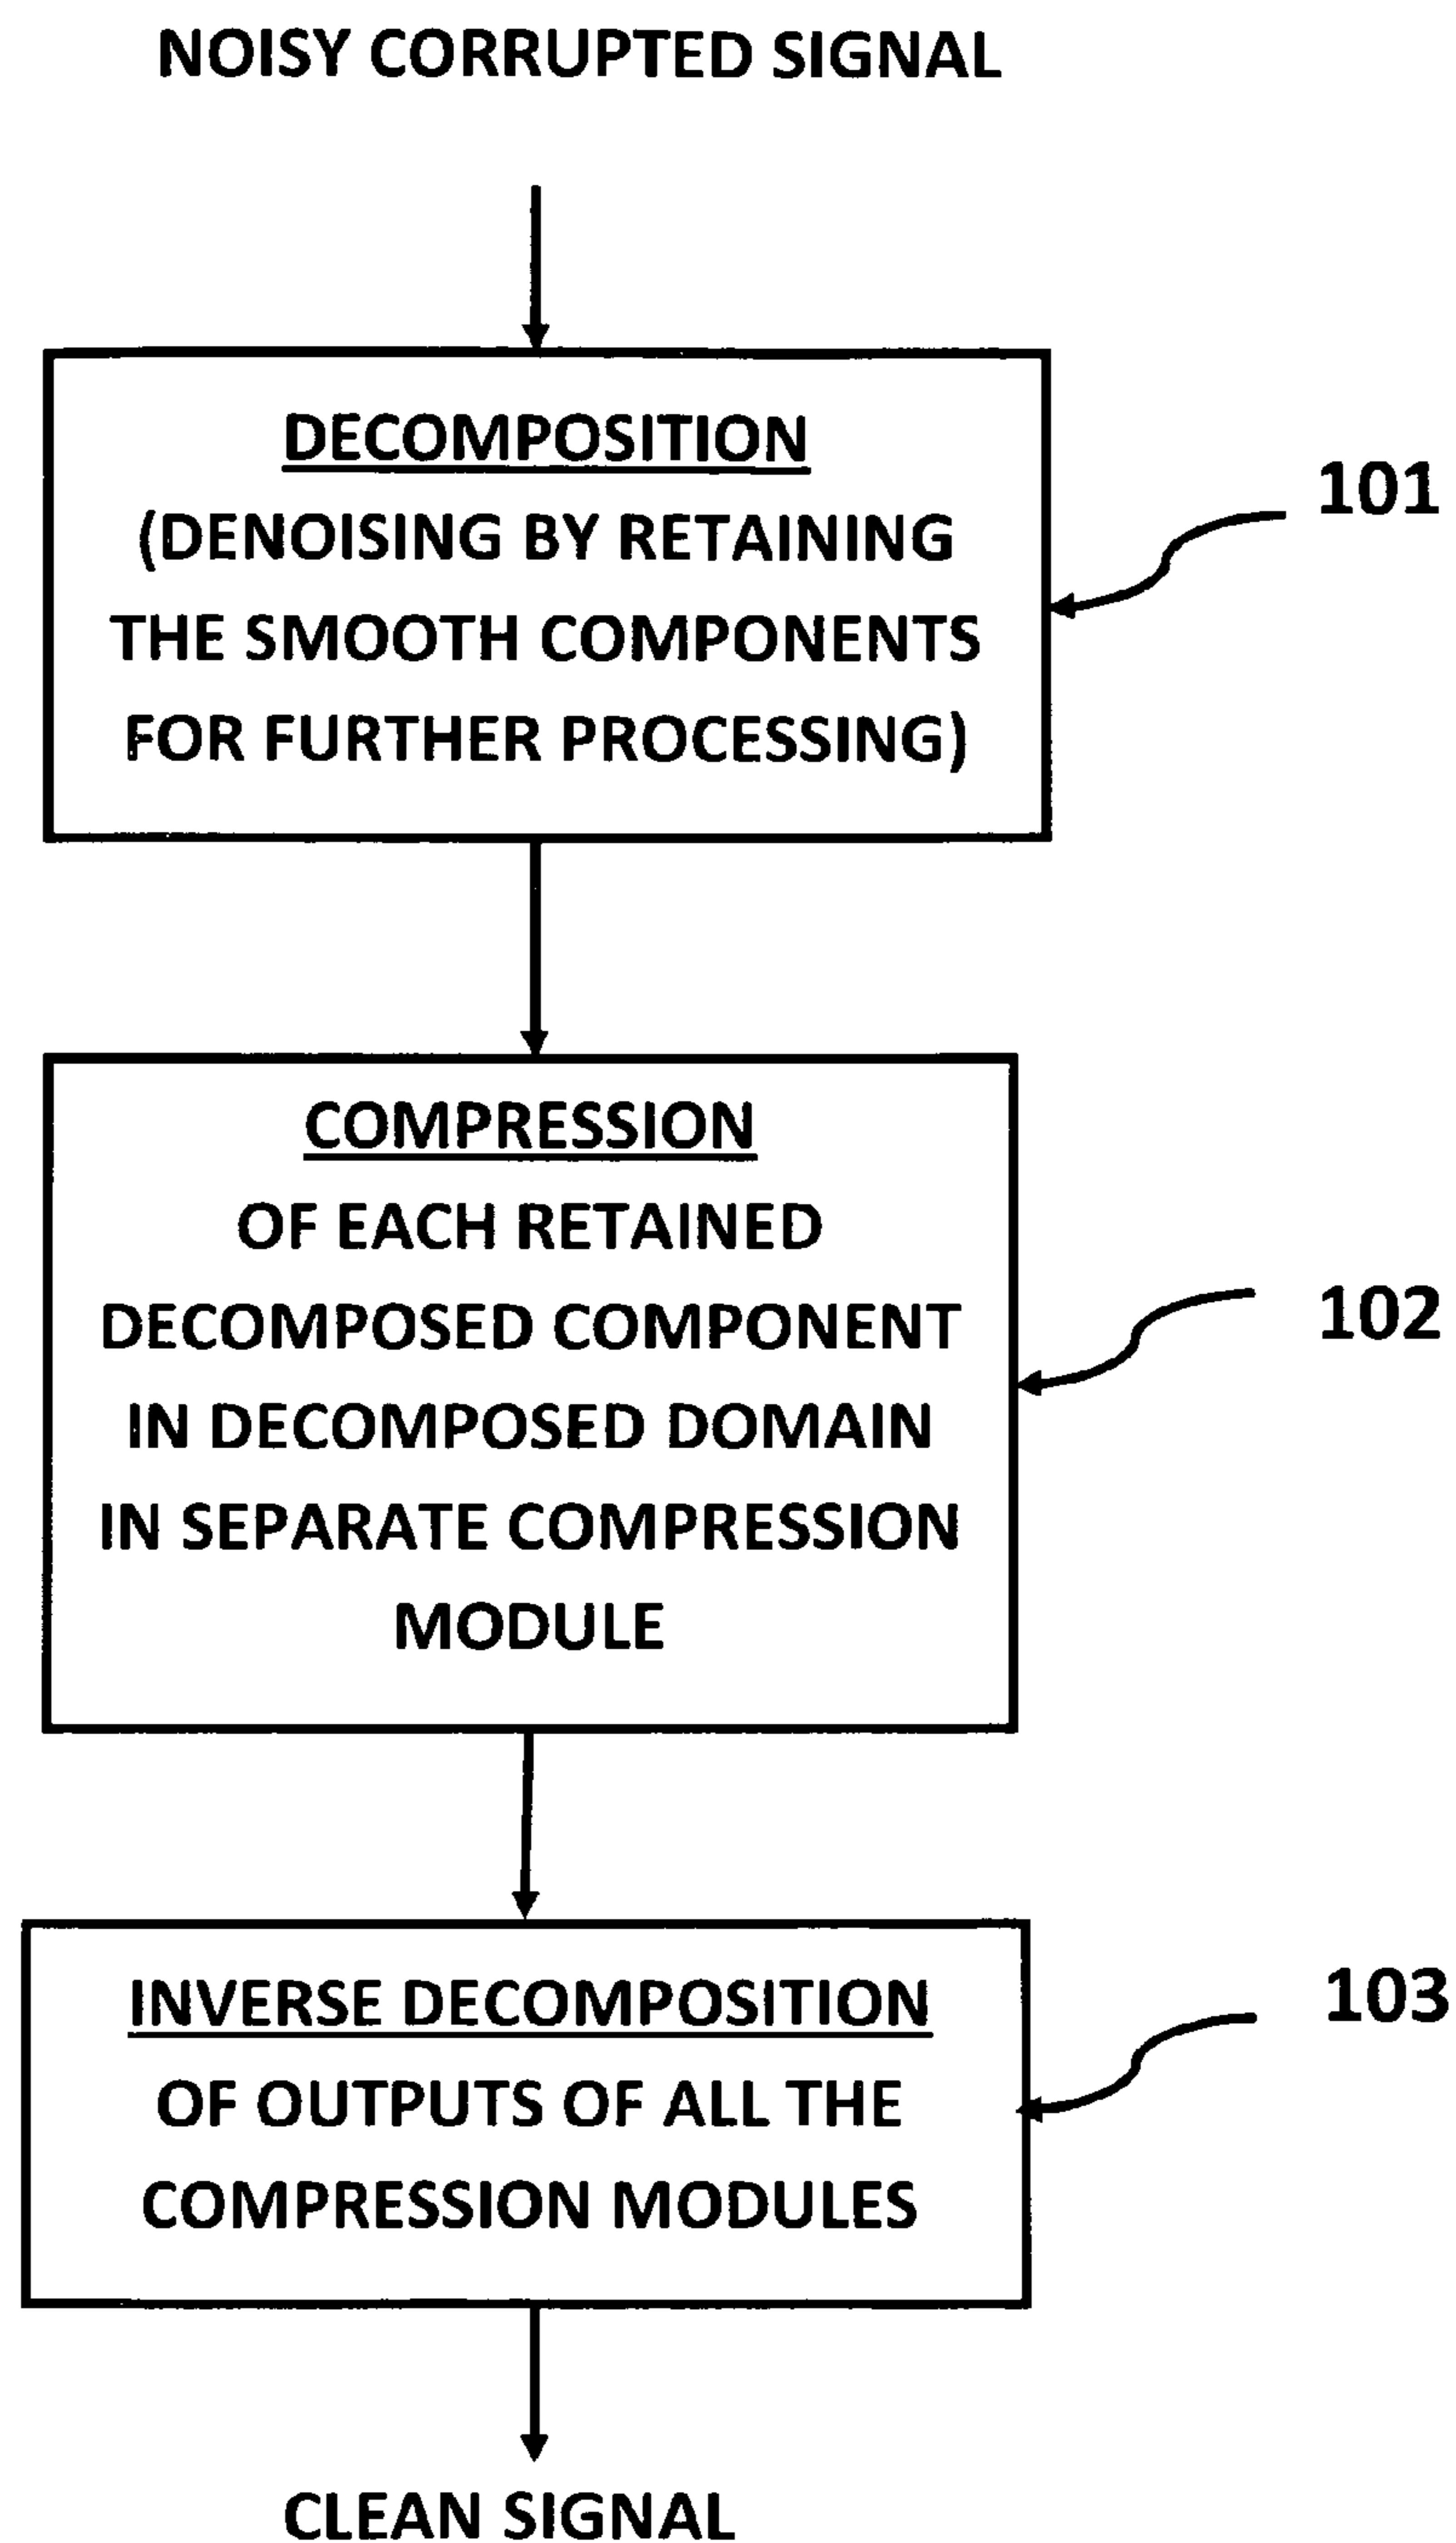 NOISY CORRUPTED SIGNAL
DECOMPOSITION
(DENOISING BY RETAINING
THE SMOOTH COMPONENTS
FOR FURTHER PROCESSING)
101
COMPRESSION
OF EACH RETAINED
DECOMPOSED COMPONENT
IN DECOMPOSED DOMAIN
IN SEPARATE COMPRESSION
MODULE
102
INVERSE DECOMPOSITION
OF OUTPUTS OF ALL THE
COMPRESSION MODULES
103
CLEAN SIGNAL